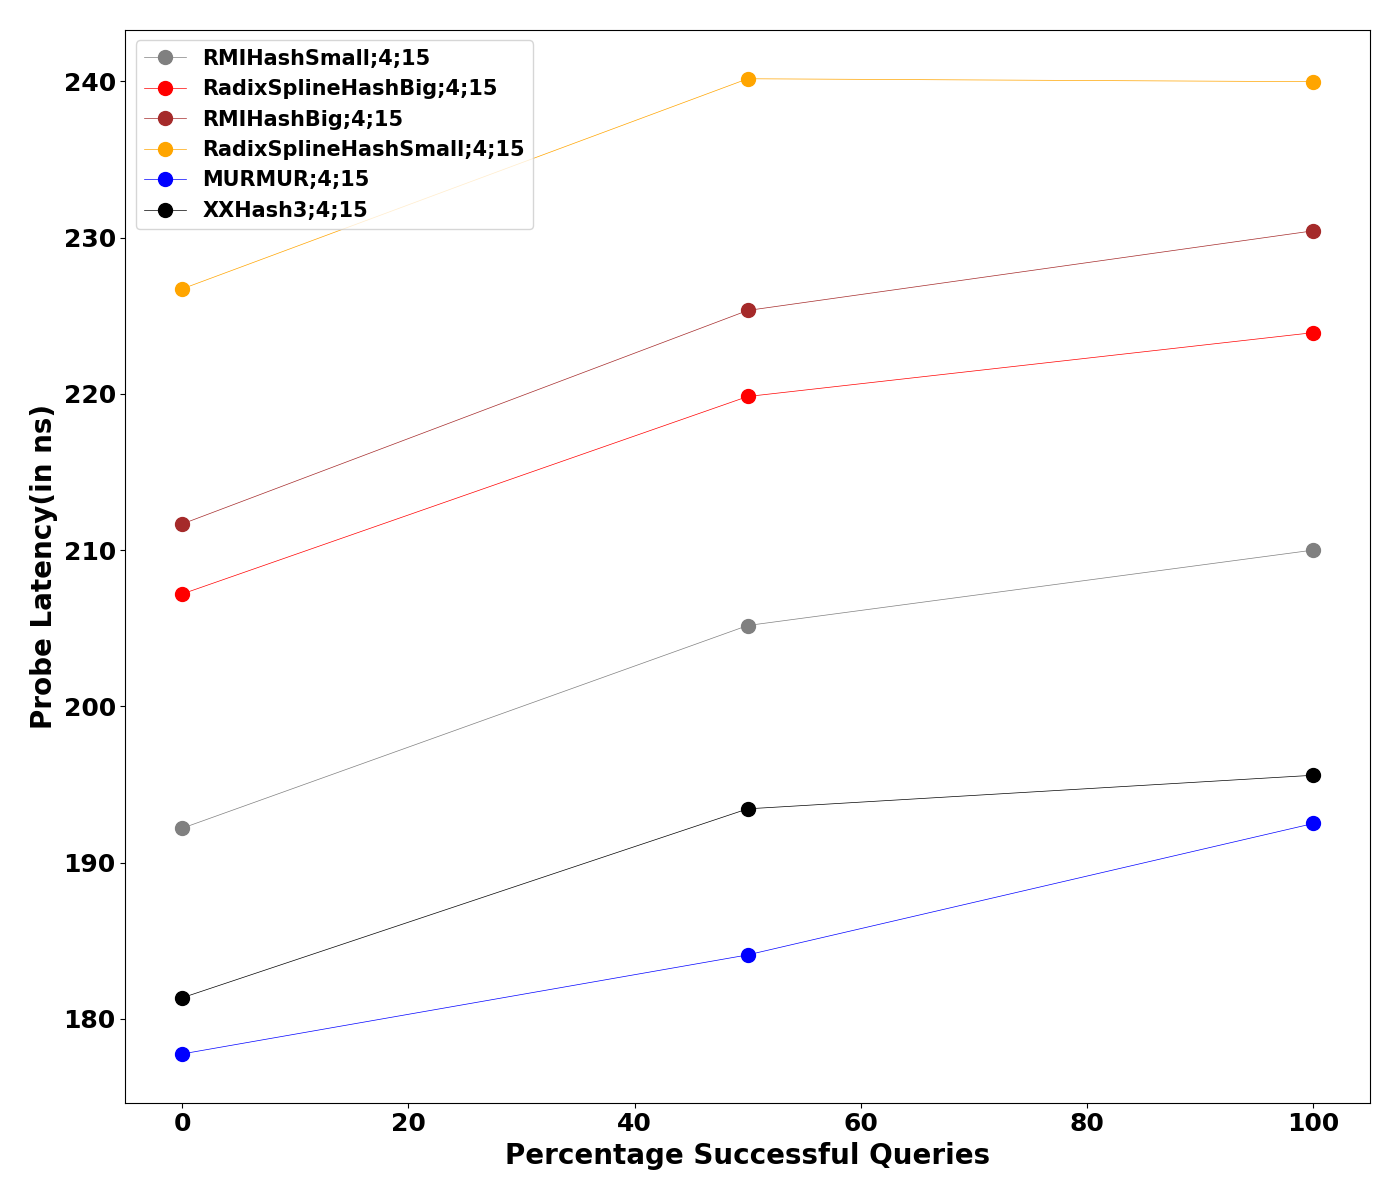 RMIHashSmall;4;15
RadixSplineHashBig;4;15
RMIHashBig;4;15
RadixSplineHashSmall;4;15
MURMUR;4;15
XXHash3;4;15
240
230
220
210
200
190
180
Probe Latency(in ns)
0 20 40 60 80 100
Percentage Successful Queries